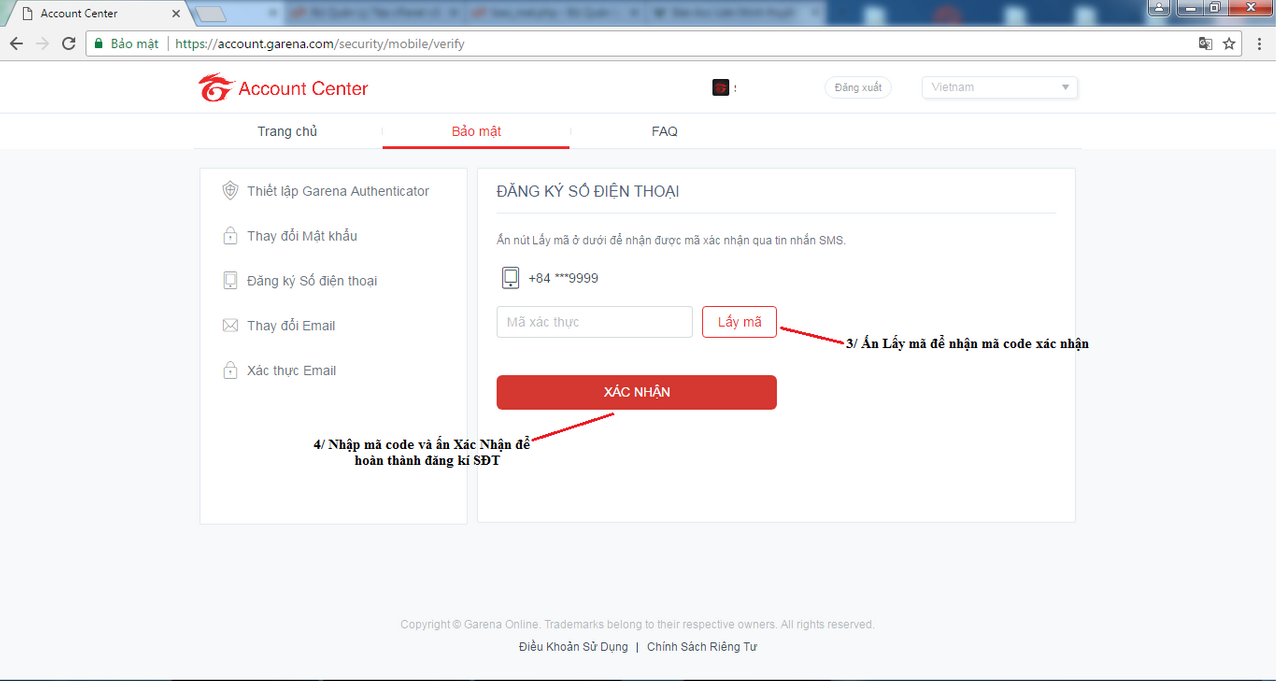 Account Center
Bảo mật
https://account.garena.com/security/mobile/verify
Account Center
Đăng xuất
Vietnam
Trang chủ
Bảo mật
FAQ
Thiết lập Garena Authenticator
Thay đổi Mật khẩu
Đăng ký Số điện thoại
Thay đổi Email
Xác thực Email
ĐĂNG KÝ SỐ ĐIỆN THOẠI
Ấn nút Lấy mã ở dưới để nhận được mã xác nhận qua tin nhắn SMS.
+84 ***9999
Mã xác thực
Lấy mã
3/ Ấn Lấy mã để nhận mã code xác nhận
XÁC NHẬN
4/ Nhập mã code và ấn Xác Nhận để
hoàn thành đăng kí SĐT
Copyright © Garena Online. Trademarks belong to their respective owners. All rights reserved.
Điều Khoản Sử Dụng | Chính Sách Riêng Tư